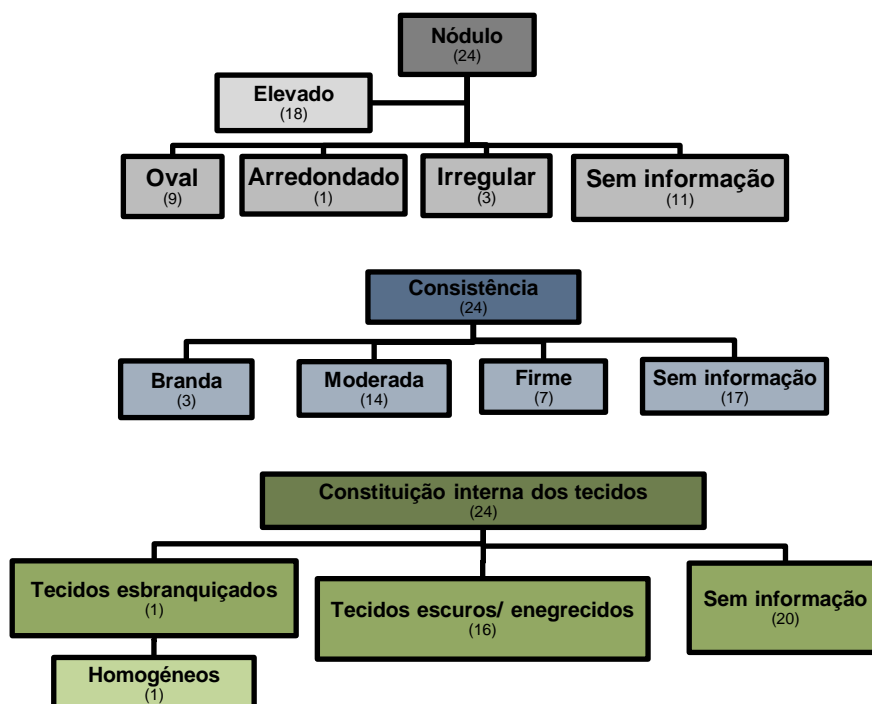 Nódulo
(24)
Elevado
(18)
Oval
(9)
Arredondado
(1)
Irregular
(3)
Sem informação
(11)
Consistência
(24)
Branda
(3)
Moderada
(14)
Firme
(7)
Sem informação
(17)
Constituição interna dos tecidos
(24)
Tecidos esbranquiçados
(1)
Tecidos escuros/ enegrecidos
(16)
Sem informação
(20)
Homogéneos
(1)